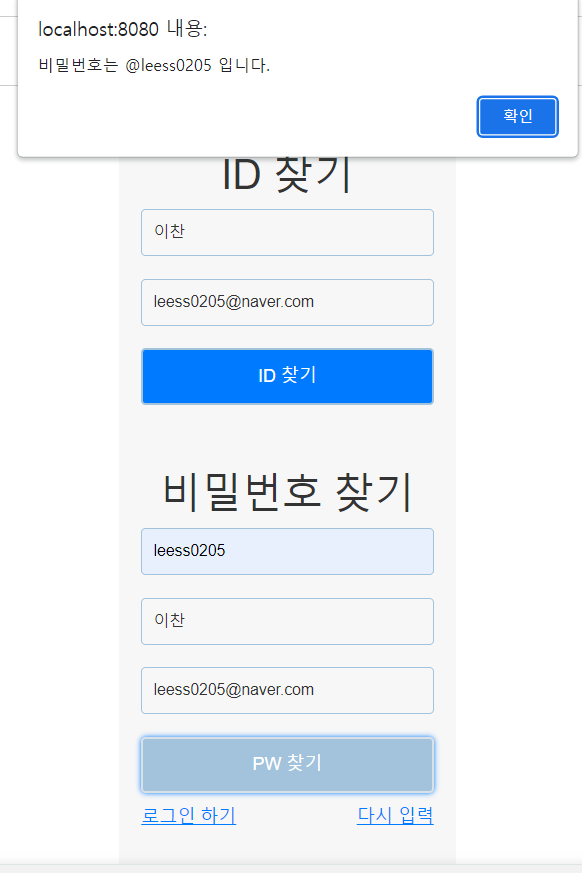 localhost:8080 내용:
비밀번호는 @leess0205 입니다.
확인
ID 찾기
이찬
leess0205@naver.com
ID 찾기
비밀번호 찾기
leess0205
이찬
leess0205@naver.com
PW 찾기
로그인 하기 다시 입력